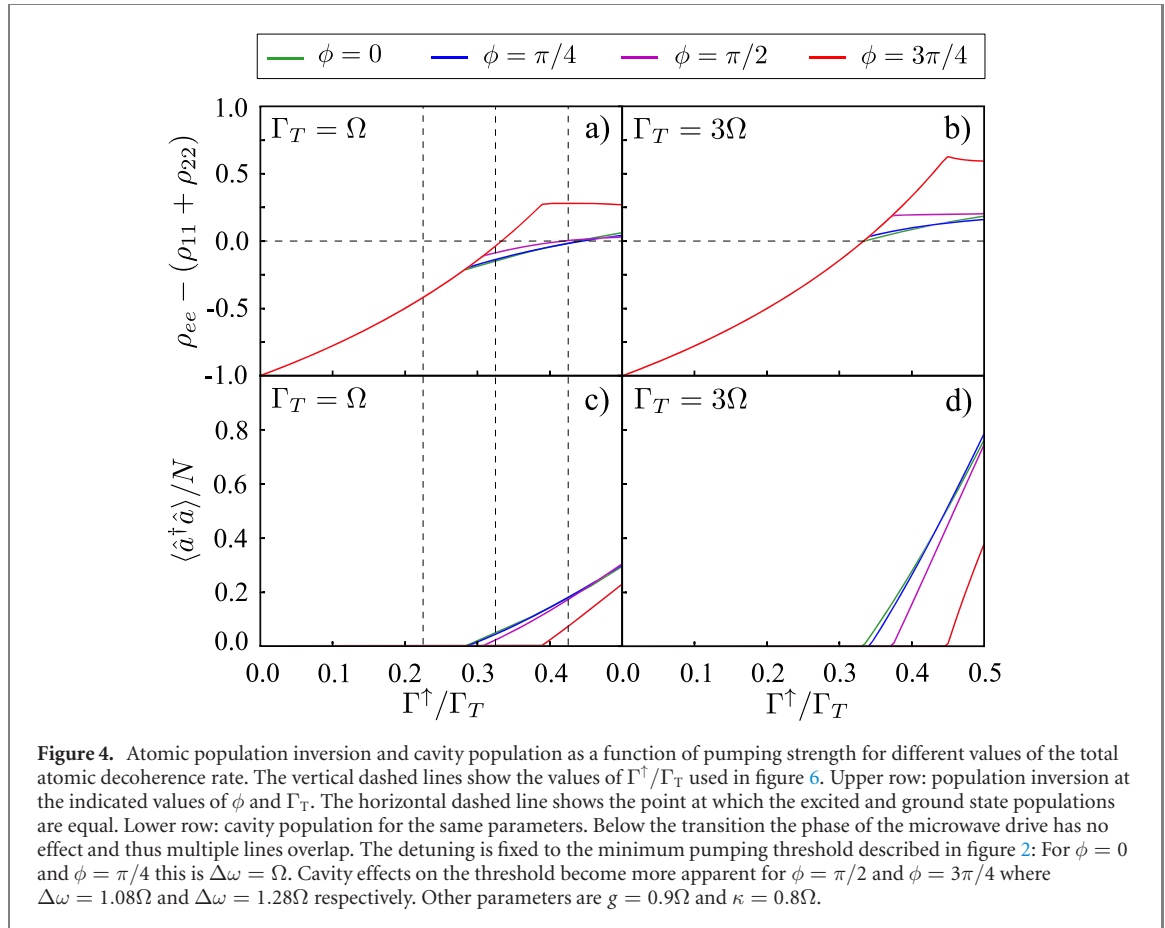 ϕ = 0 ϕ = π/4 ϕ = π/2 ϕ = 3π/4
Γ_T = Ω a) Γ_T = 3Ω b)
ρ_ee − (ρ_11 + ρ_22)
1.0
0.5
0.0
-0.5
-1.0
Γ_T = Ω c) Γ_T = 3Ω d)
⟨â†â⟩/N
0.8
0.6
0.4
0.2
0.0
0.0 0.2 0.4 0.0 0.2 0.4 0.5
Γ↑/Γ_T Γ↑/Γ_T
Figure 4. Atomic population inversion and cavity population as a function of pumping strength for different values of the total
atomic decoherence rate. The vertical dashed lines show the values of Γ↑/Γ_T used in figure 6. Upper row: population inversion at
the indicated values of ϕ and Γ_T. The horizontal dashed line shows the point at which the excited and ground state populations
are equal. Lower row: cavity population for the same parameters. Below the transition the phase of the microwave drive has no
effect and thus multiple lines overlap. The detuning is fixed to the minimum pumping threshold described in figure 2: For ϕ = 0
and ϕ = π/4 this is Δω = Ω. Cavity effects on the threshold become more apparent for ϕ = π/2 and ϕ = 3π/4 where
Δω = 1.08Ω and Δω = 1.28Ω respectively. Other parameters are g = 0.9Ω and κ = 0.8Ω.